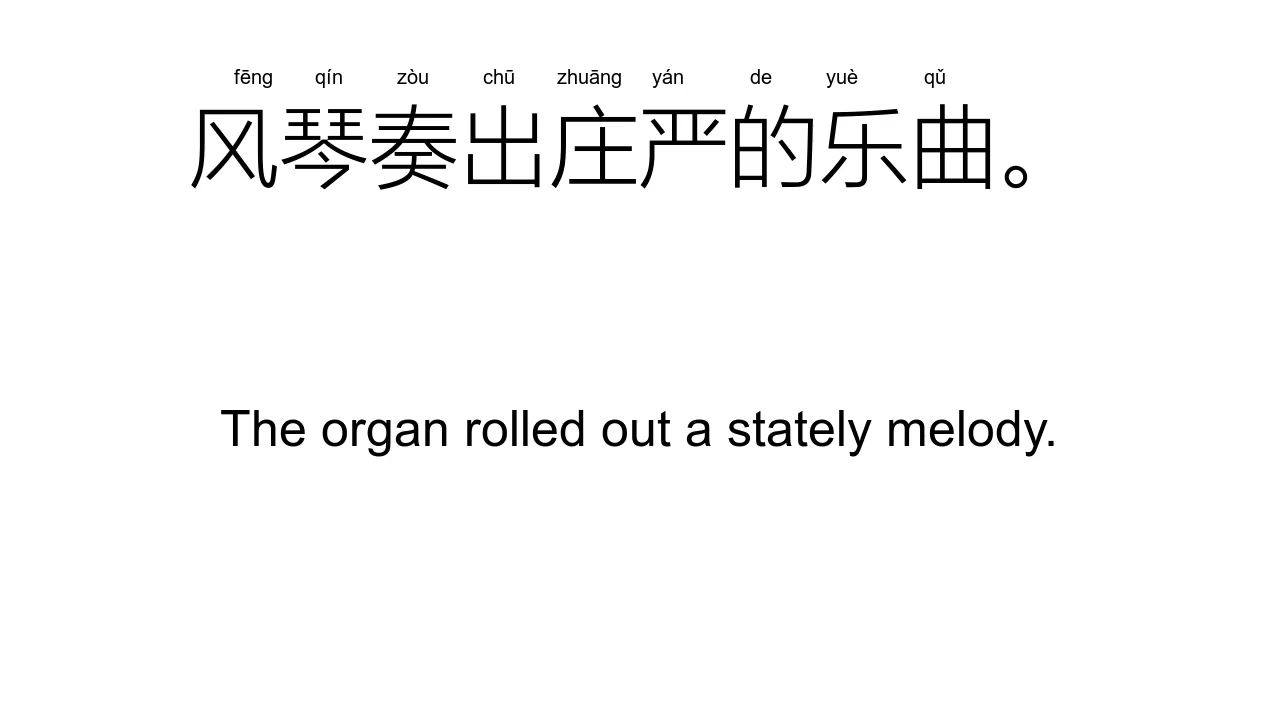 fēng qín zòu chū zhuāng yán de yuè qǔ
风琴奏出庄严的乐曲。
The organ rolled out a stately melody.